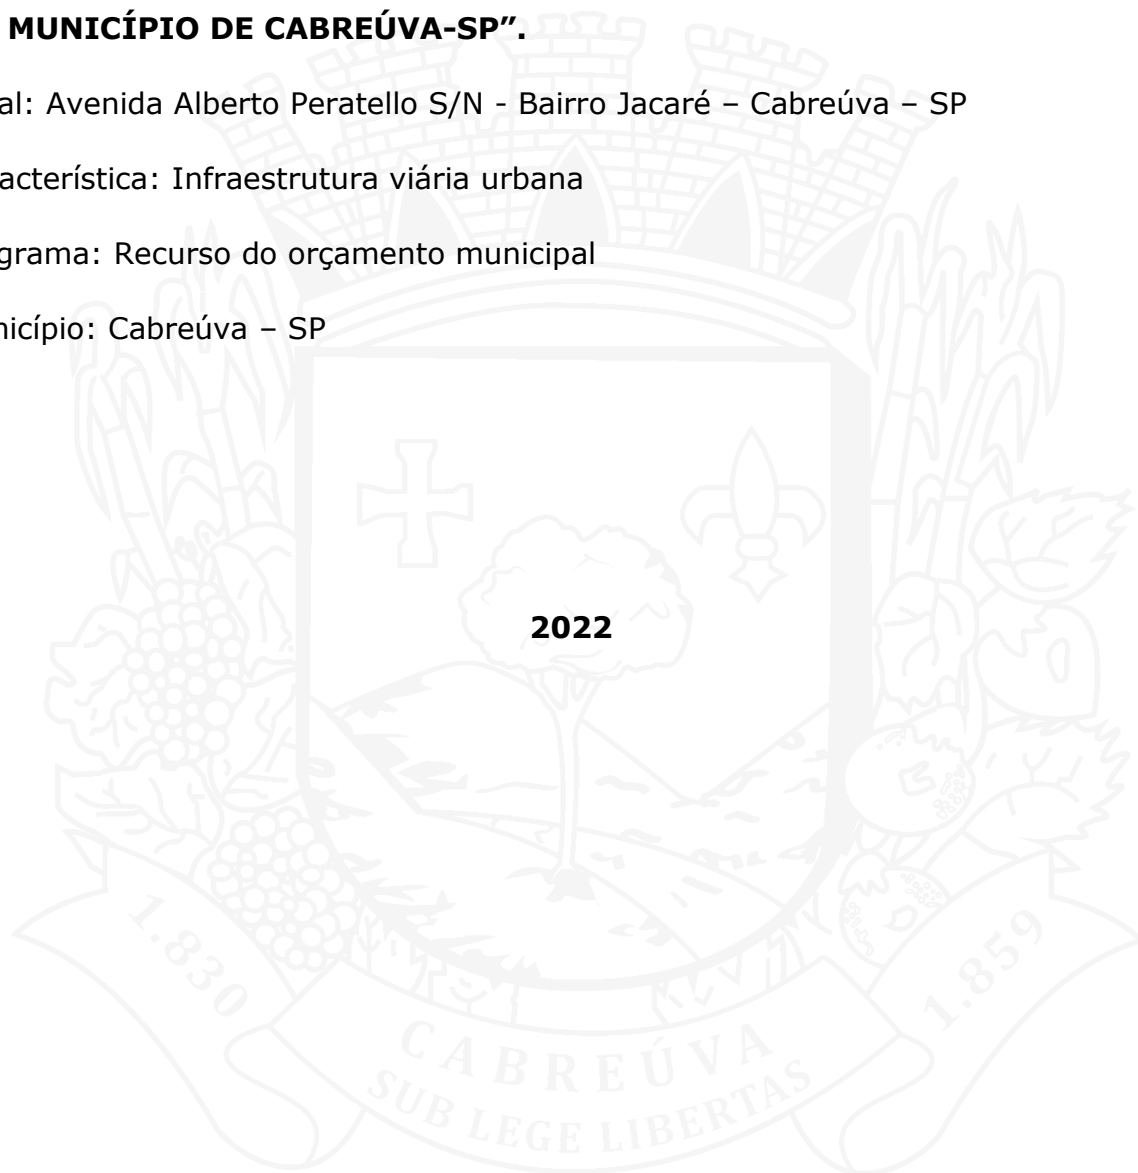 MUNICÍPIO DE CABREÚVA-SP”.
al: Avenida Alberto Peratello S/N - Bairro Jacaré – Cabreúva – SP
acterística: Infraestrutura viária urbana
grama: Recurso do orçamento municipal
nicípio: Cabreúva – SP
2022
1.830
1.859
CABREÚVA
SUB LEGE LIBERTAS